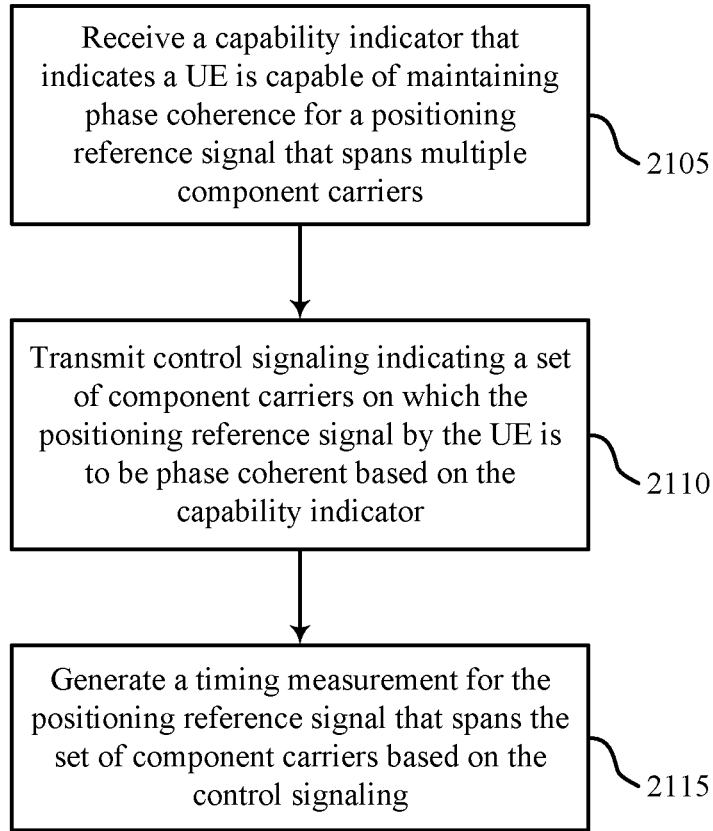 Receive a capability indicator that
indicates a UE is capable of maintaining
phase coherence for a positioning
reference signal that spans multiple
component carriers
2105
Transmit control signaling indicating a set
of component carriers on which the
positioning reference signal by the UE is
to be phase coherent based on the
capability indicator
2110
Generate a timing measurement for the
positioning reference signal that spans the
set of component carriers based on the
control signaling
2115